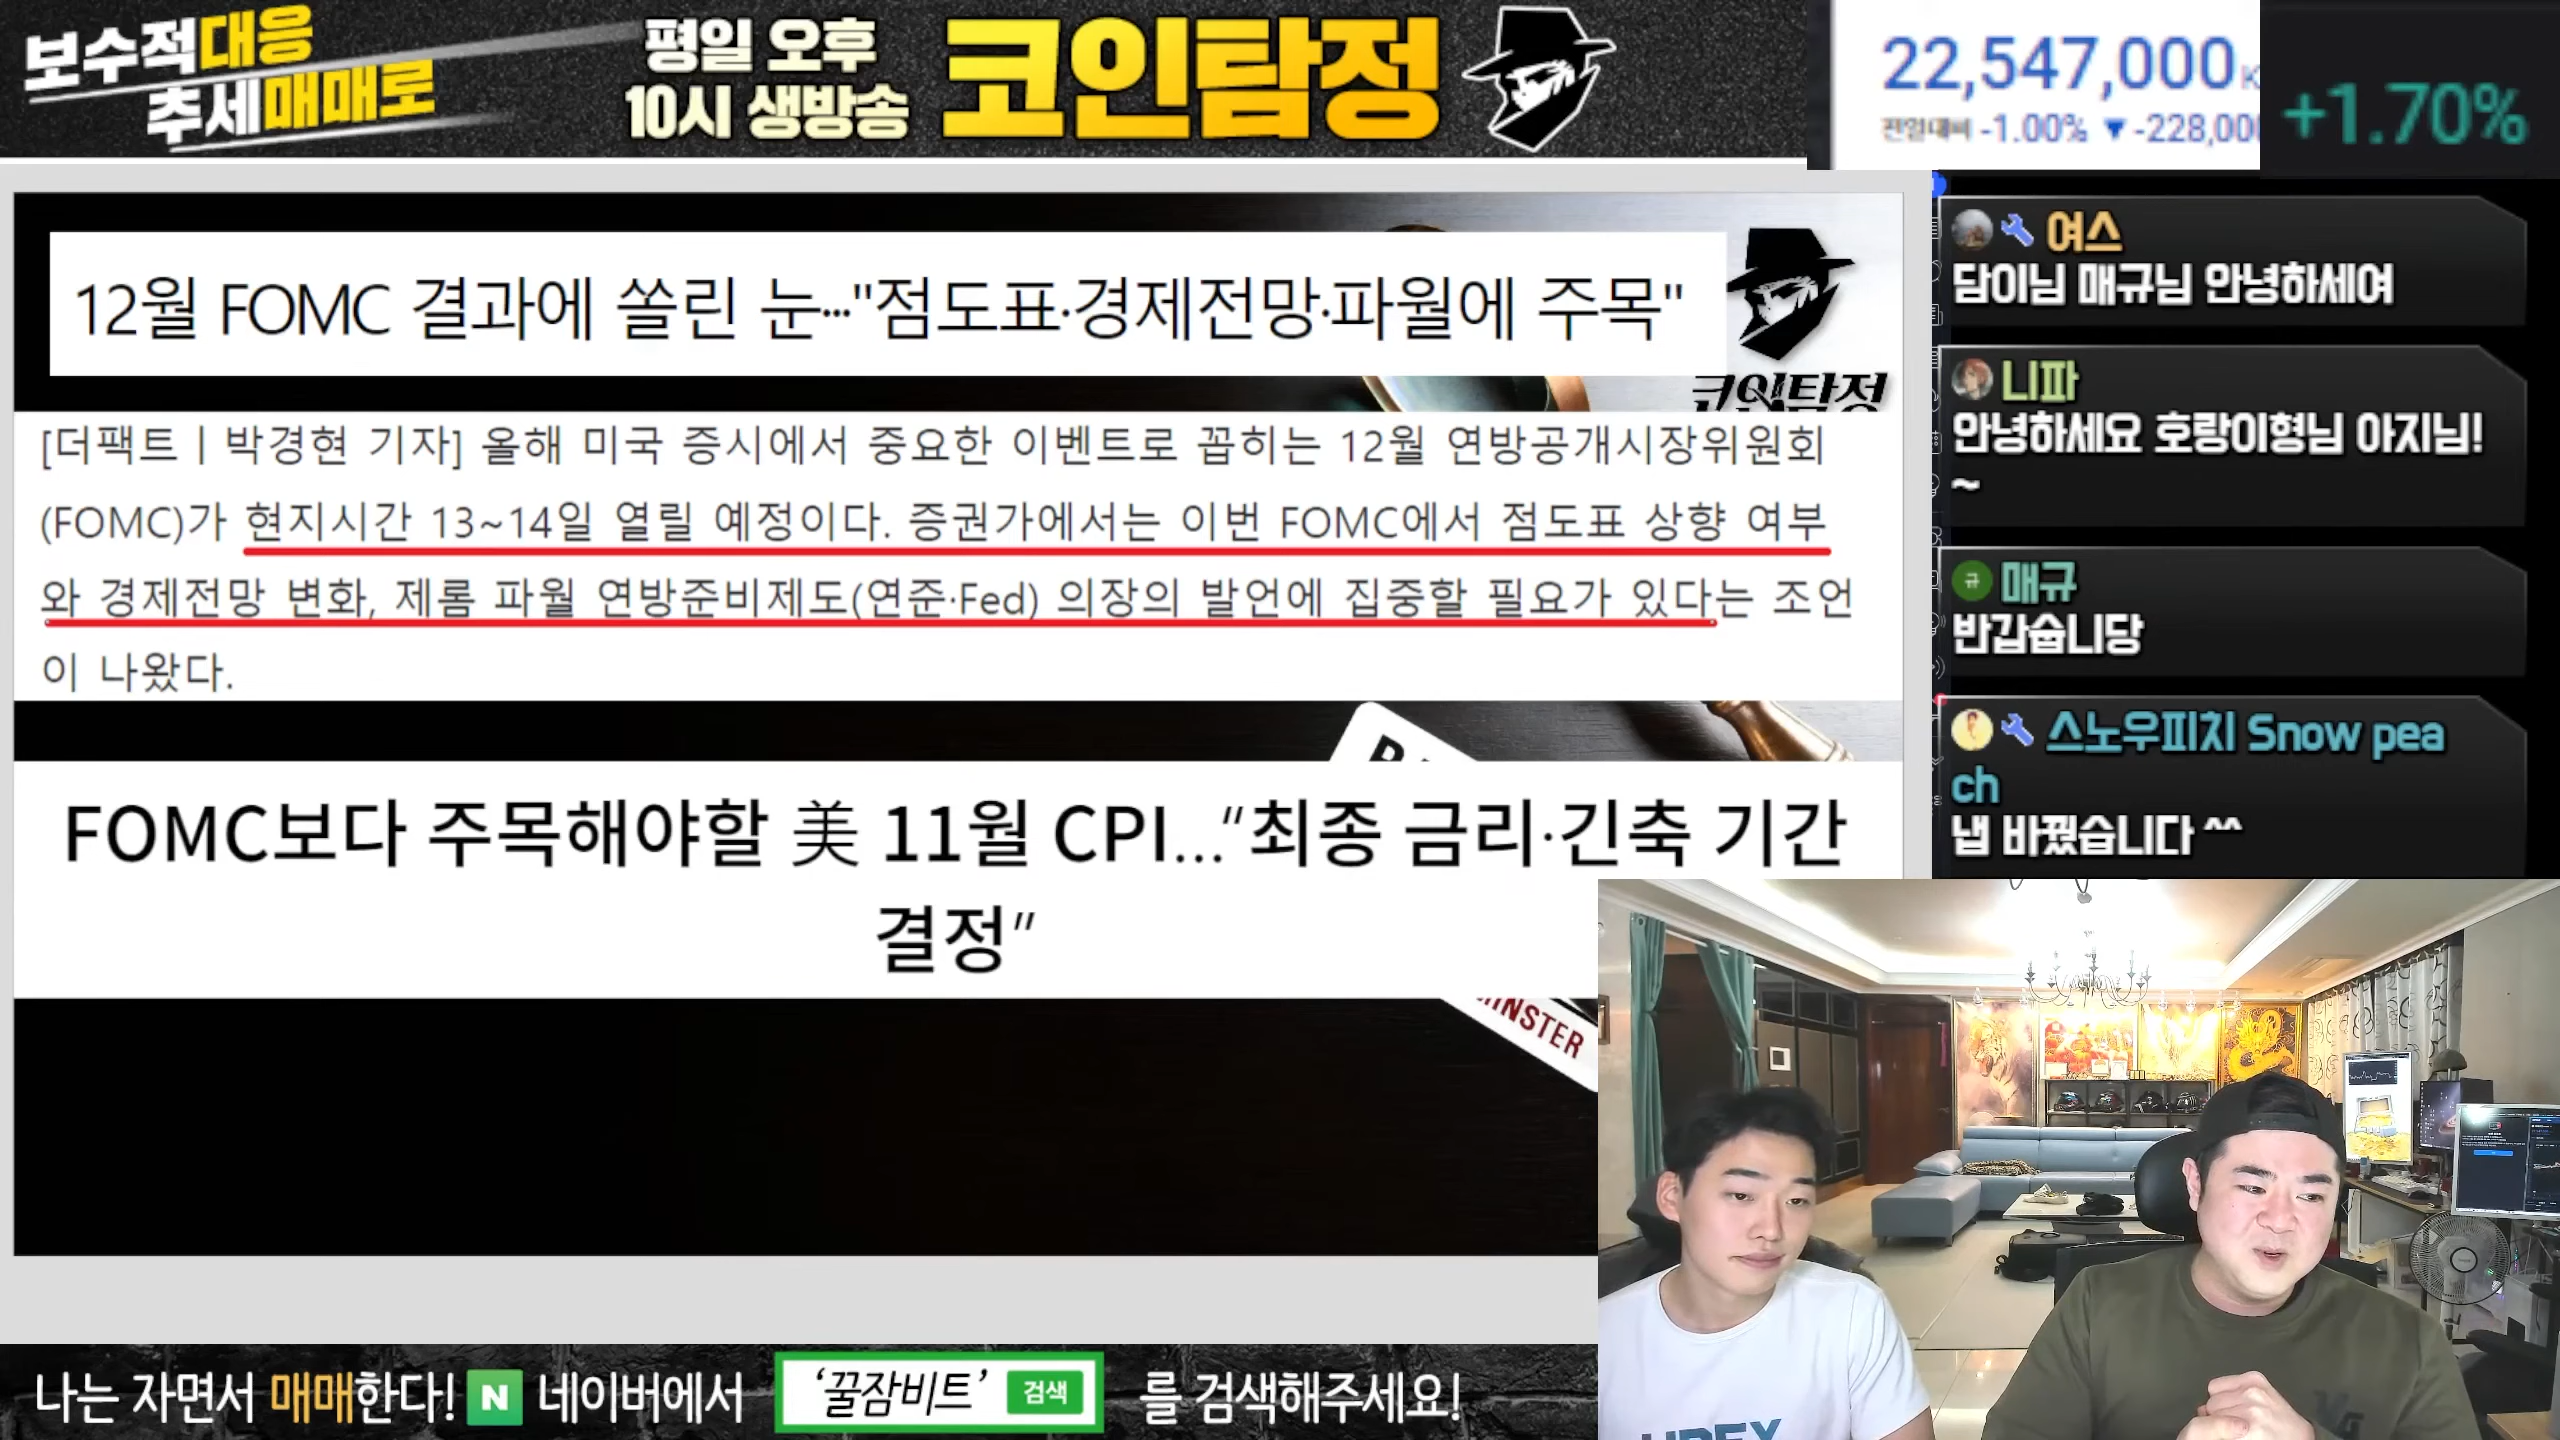 보수적대응
추세매매로
평일 오후
10시 생방송
코인탐정
22,547,000
전일대비 -1.00% ▼-228,00
+1.70%
12월 FOMC 결과에 쏠린 눈…"점도표·경제전망·파월에 주목"
코인탐정
[더팩트ㅣ박경현 기자] 올해 미국 증시에서 중요한 이벤트로 꼽히는 12월 연방공개시장위원회
(FOMC)가 현지시간 13~14일 열릴 예정이다. 증권가에서는 이번 FOMC에서 점도표 상향 여부
와 경제전망 변화, 제롬 파월 연방준비제도(연준·Fed) 의장의 발언에 집중할 필요가 있다는 조언
이 나왔다.
FOMC보다 주목해야할 美 11월 CPI…“최종 금리·긴축 기간
결정”
여스
담이님 매규님 안녕하세여
니파
안녕하세요 호랑이형님 아지님!
~
규 매규
반갑습니당
스노우피치 Snow pea
ch
냅 바꿨습니다 ^^
나는 자면서 매매한다! N 네이버에서 ‘꿀잠비트’ 검색 를 검색해주세요!